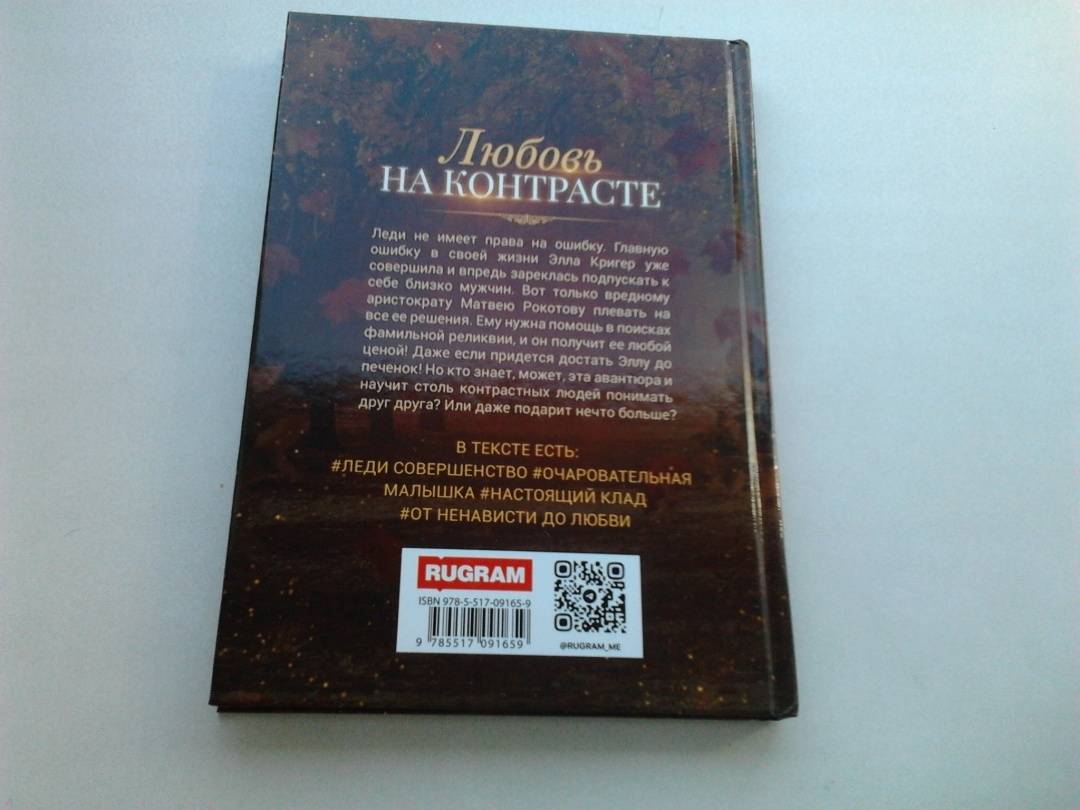 Любовь
НА КОНТРАСТЕ
Леди не имеет права на ошибку. Главную
ошибку в своей жизни Элла Кригер уже
совершила и впредь зареклась подпускать к
себе близко мужчин. Вот только вредному
аристократу Матвею Рокотову плевать на
все ее решения. Ему нужна помощь в поисках
фамильной реликвии, и он получит ее любой
ценой! Даже если придется достать Эллу до
печенок! Но кто знает, может, эта авантюра и
научит столь контрастных людей понимать
друг друга? Или даже подарит нечто больше?
В ТЕКСТЕ ЕСТЬ:
#ЛЕДИ СОВЕРШЕНСТВО #ОЧАРОВАТЕЛЬНАЯ
МАЛЫШКА #НАСТОЯЩИЙ КЛАД
#ОТ НЕНАВИСТИ ДО ЛЮБВИ
RUGRAM
ISBN 978-5-517-09165-9
9 785517 091659
@RUGRAM_ME